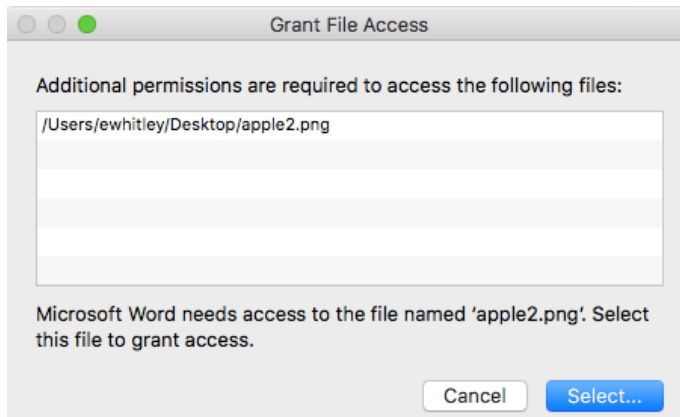 Grant File Access
Additional permissions are required to access the following files:
/Users/ewhitley/Desktop/apple2.png
Microsoft Word needs access to the file named ‘apple2.png’. Select
this file to grant access.
Cancel
Select...